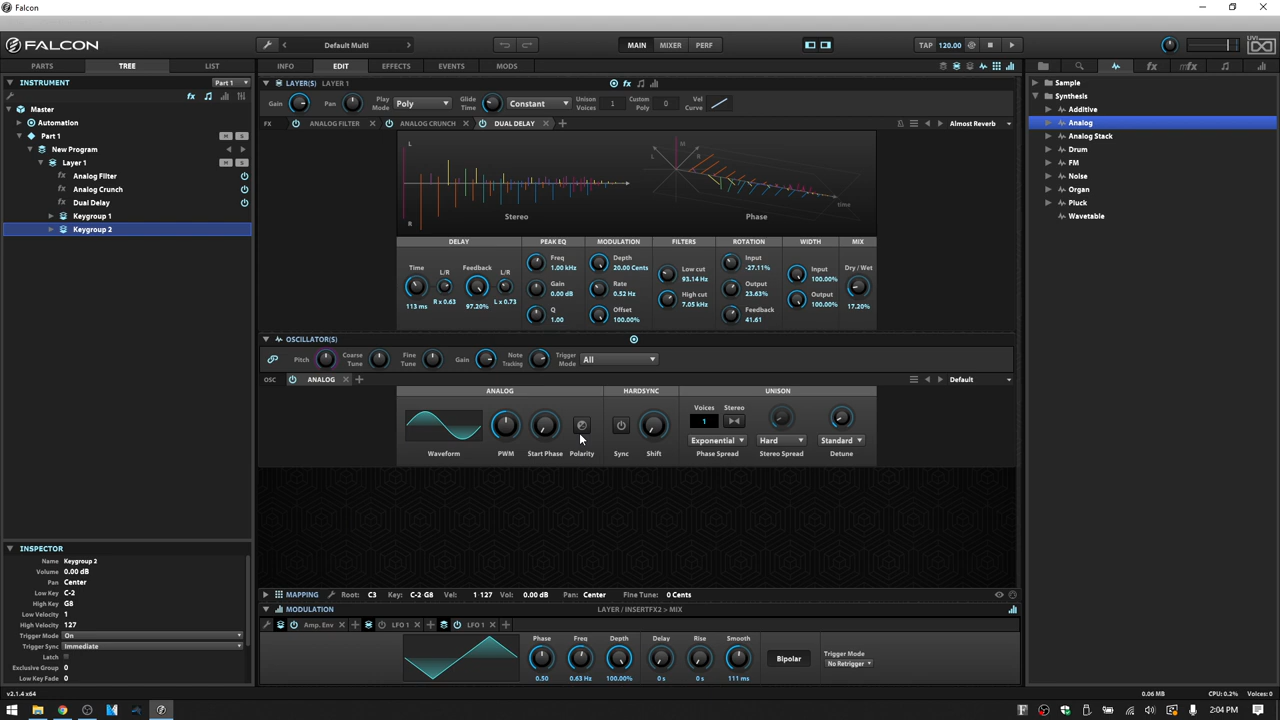 Falcon
FALCON
Default Multi
MAIN MIXER PERF
TAP 120.00
UVI
PARTS TREE LIST
INFO EDIT EFFECTS EVENTS MODS
fx mfx
INSTRUMENT Part 1
fx
Master
Automation
Part 1 M S
New Program
Layer 1 M S
fx Analog Filter
fx Analog Crunch
fx Dual Delay
Keygroup 1
Keygroup 2
LAYER(S) LAYER 1
fx
Gain Pan Play Mode Poly Glide Time Constant Unison Voices 1 Custom Poly 0 Vel Curve
FX ANALOG FILTER ANALOG CRUNCH DUAL DELAY Almost Reverb
L
R
Stereo
L M R
time
Phase
DELAY PEAK EQ MODULATION FILTERS ROTATION WIDTH MIX
Time 113 ms
L/R R x 0.63
Feedback 97.20%
L/R L x 0.73
Freq 1.00 kHz
Gain 0.00 dB
Q 1.00
Depth 20.00 Cents
Rate 0.52 Hz
Offset 100.00%
Low cut 93.14 Hz
High cut 7.05 kHz
Input -27.11%
Output 23.63%
Feedback 41.61
Input 100.00%
Output 100.00%
Dry / Wet 17.20%
OSCILLATOR(S)
Pitch Coarse Tune Fine Tune Gain Note Tracking Trigger Mode All
OSC ANALOG Default
ANALOG HARDSYNC UNISON
Voices Stereo
1
Exponential Hard Standard
Waveform PWM Start Phase Polarity Sync Shift Phase Spread Stereo Spread Detune
MAPPING Root: C3 Key: C-2 G8 Vel: 1 127 Vol: 0.00 dB Pan: Center Fine Tune: 0 Cents
MODULATION LAYER / INSERTFX2 > MIX
Amp. Env LFO 1 LFO 1
Phase Freq Depth Delay Rise Smooth
0.50 0.63 Hz 100.00% 0 s 0 s 111 ms
Bipolar
Trigger Mode
No Retrigger
INSPECTOR
Name Keygroup 2
Volume 0.00 dB
Pan Center
Low Key C-2
High Key G8
Low Velocity 1
High Velocity 127
Trigger Mode On
Trigger Sync Immediate
Latch
Exclusive Group 0
Low Key Fade 0
Sample
Synthesis
Additive
Analog
Analog Stack
Drum
FM
Noise
Organ
Pluck
Wavetable
v2.1.4 x64
0.06 MB CPU: 0.2% Voices: 0
2:04 PM